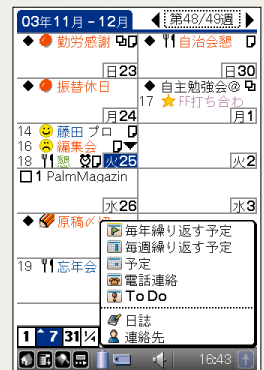 03年11月 - 12月
第48/49週
勤労感謝
自治会懇
日23
日30
振替休日
自主勉強会@
17 FF打ち合わ
月24
月1
14 藤田 プロ
16 編集会
18 懇
火25
火2
1 PalmMagazin
水26
水3
原稿〆切
19 忘年会
毎年繰り返す予定
毎週繰り返す予定
予定
電話連絡
To Do
日誌
連絡先
1 7 31 ¼
16:43